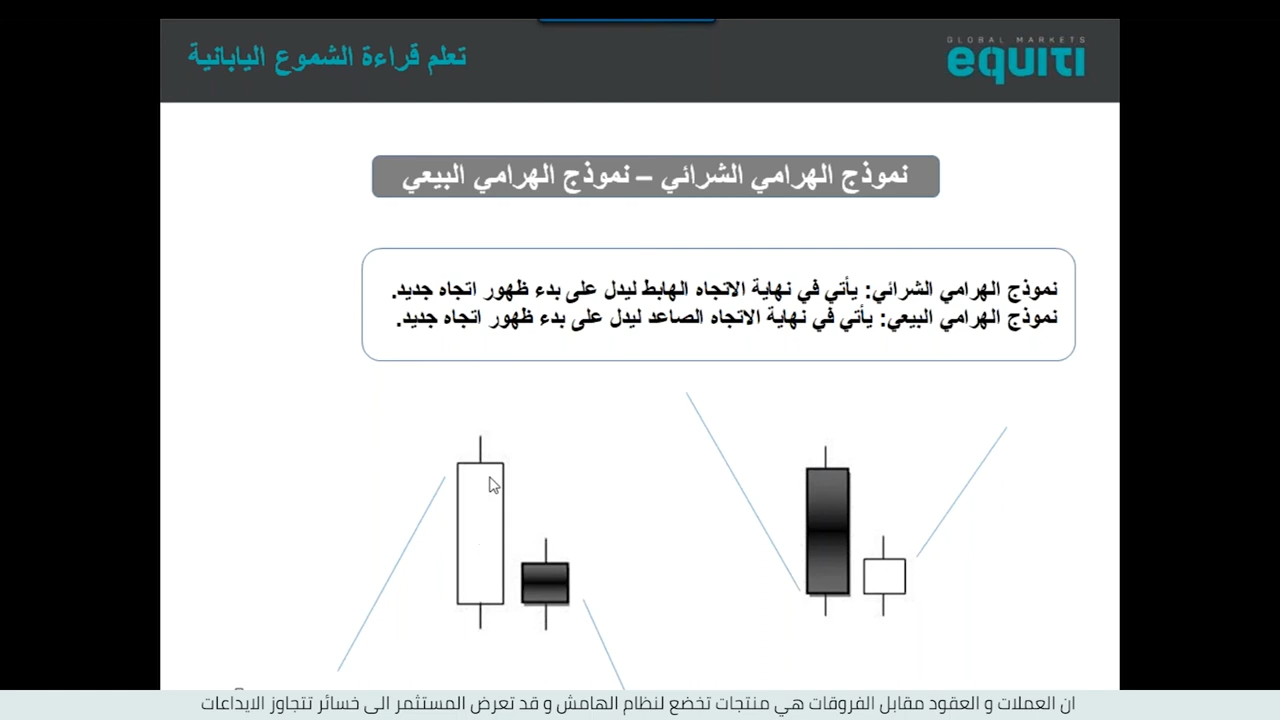 تعلم قراءة الشموع اليابانية
GLOBAL MARKETS
equiti
نموذج الهرامي الشرائي – نموذج الهرامي البيعي
نموذج الهرامي الشرائي: يأتي في نهاية الاتجاه الهابط ليدل على بدء ظهور اتجاه جديد.
نموذج الهرامي البيعي: يأتي في نهاية الاتجاه الصاعد ليدل على بدء ظهور اتجاه جديد.
ان العملات و العقود مقابل الفروقات هي منتجات تخضع لنظام الهامش و قد تعرض المستثمر الى خسائر تتجاوز الايداعات